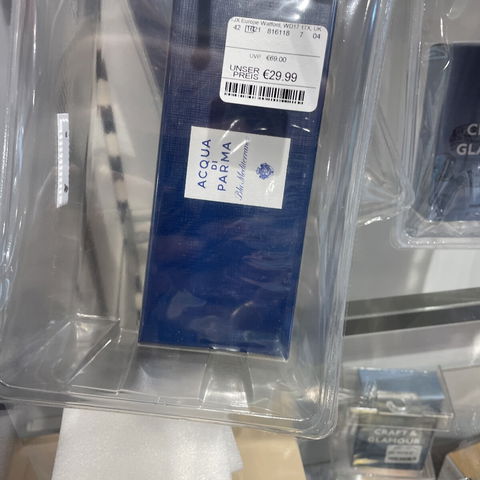 TJX Europe Watford, WD17 1TX, UK
42 TR21 816118 7 04
UVP €69.00
UNSER
PREIS €29.99
ACQUA
DI
PARMA
Blu Mediterraneo
CRAFT &
GLAMOUR